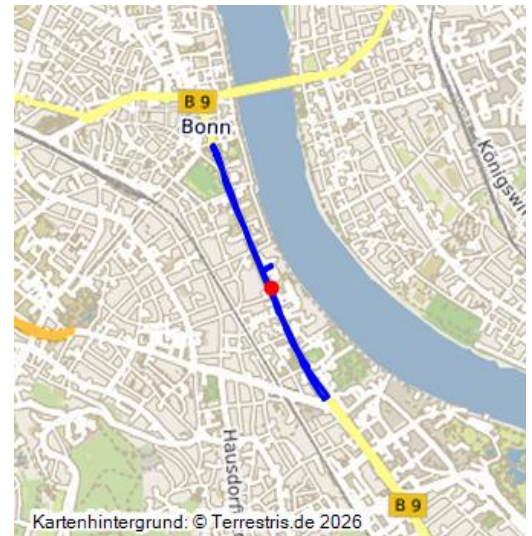 B 9
Bonn
Königswi
Hausdorf
B 9
Kartenhintergrund: © Terrestris.de 2026